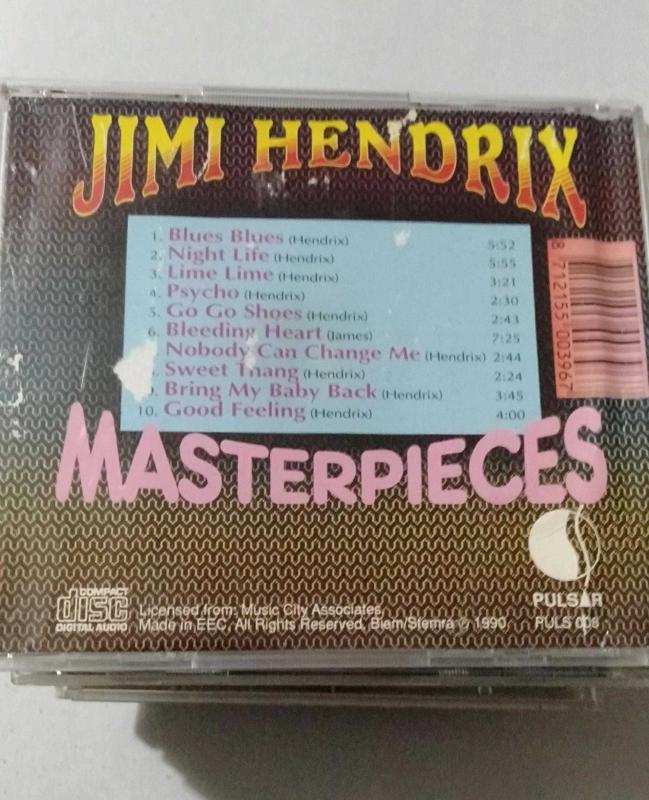 JIMI HENDRIX
1. Blues Blues (Hendrix) 5:52
2. Night Life (Hendrix) 5:55
3. Lime Lime (Hendrix) 3:21
4. Psycho (Hendrix) 2:30
5. Go Go Shoes (Hendrix) 2:43
6. Bleeding Heart (James) 7:25
Nobody Can Change Me (Hendrix) 2:44
Sweet Thang (Hendrix) 2:24
Bring My Baby Back (Hendrix) 3:45
10. Good Feeling (Hendrix) 4:00
8 712155 003967
MASTERPIECES
PULSAR
PULS 008
COMPACT
disc
DIGITAL AUDIO
Licensed from: Music City Associates.
Made in EEC. All Rights Reserved, Biem/Stemra ℗ 1990